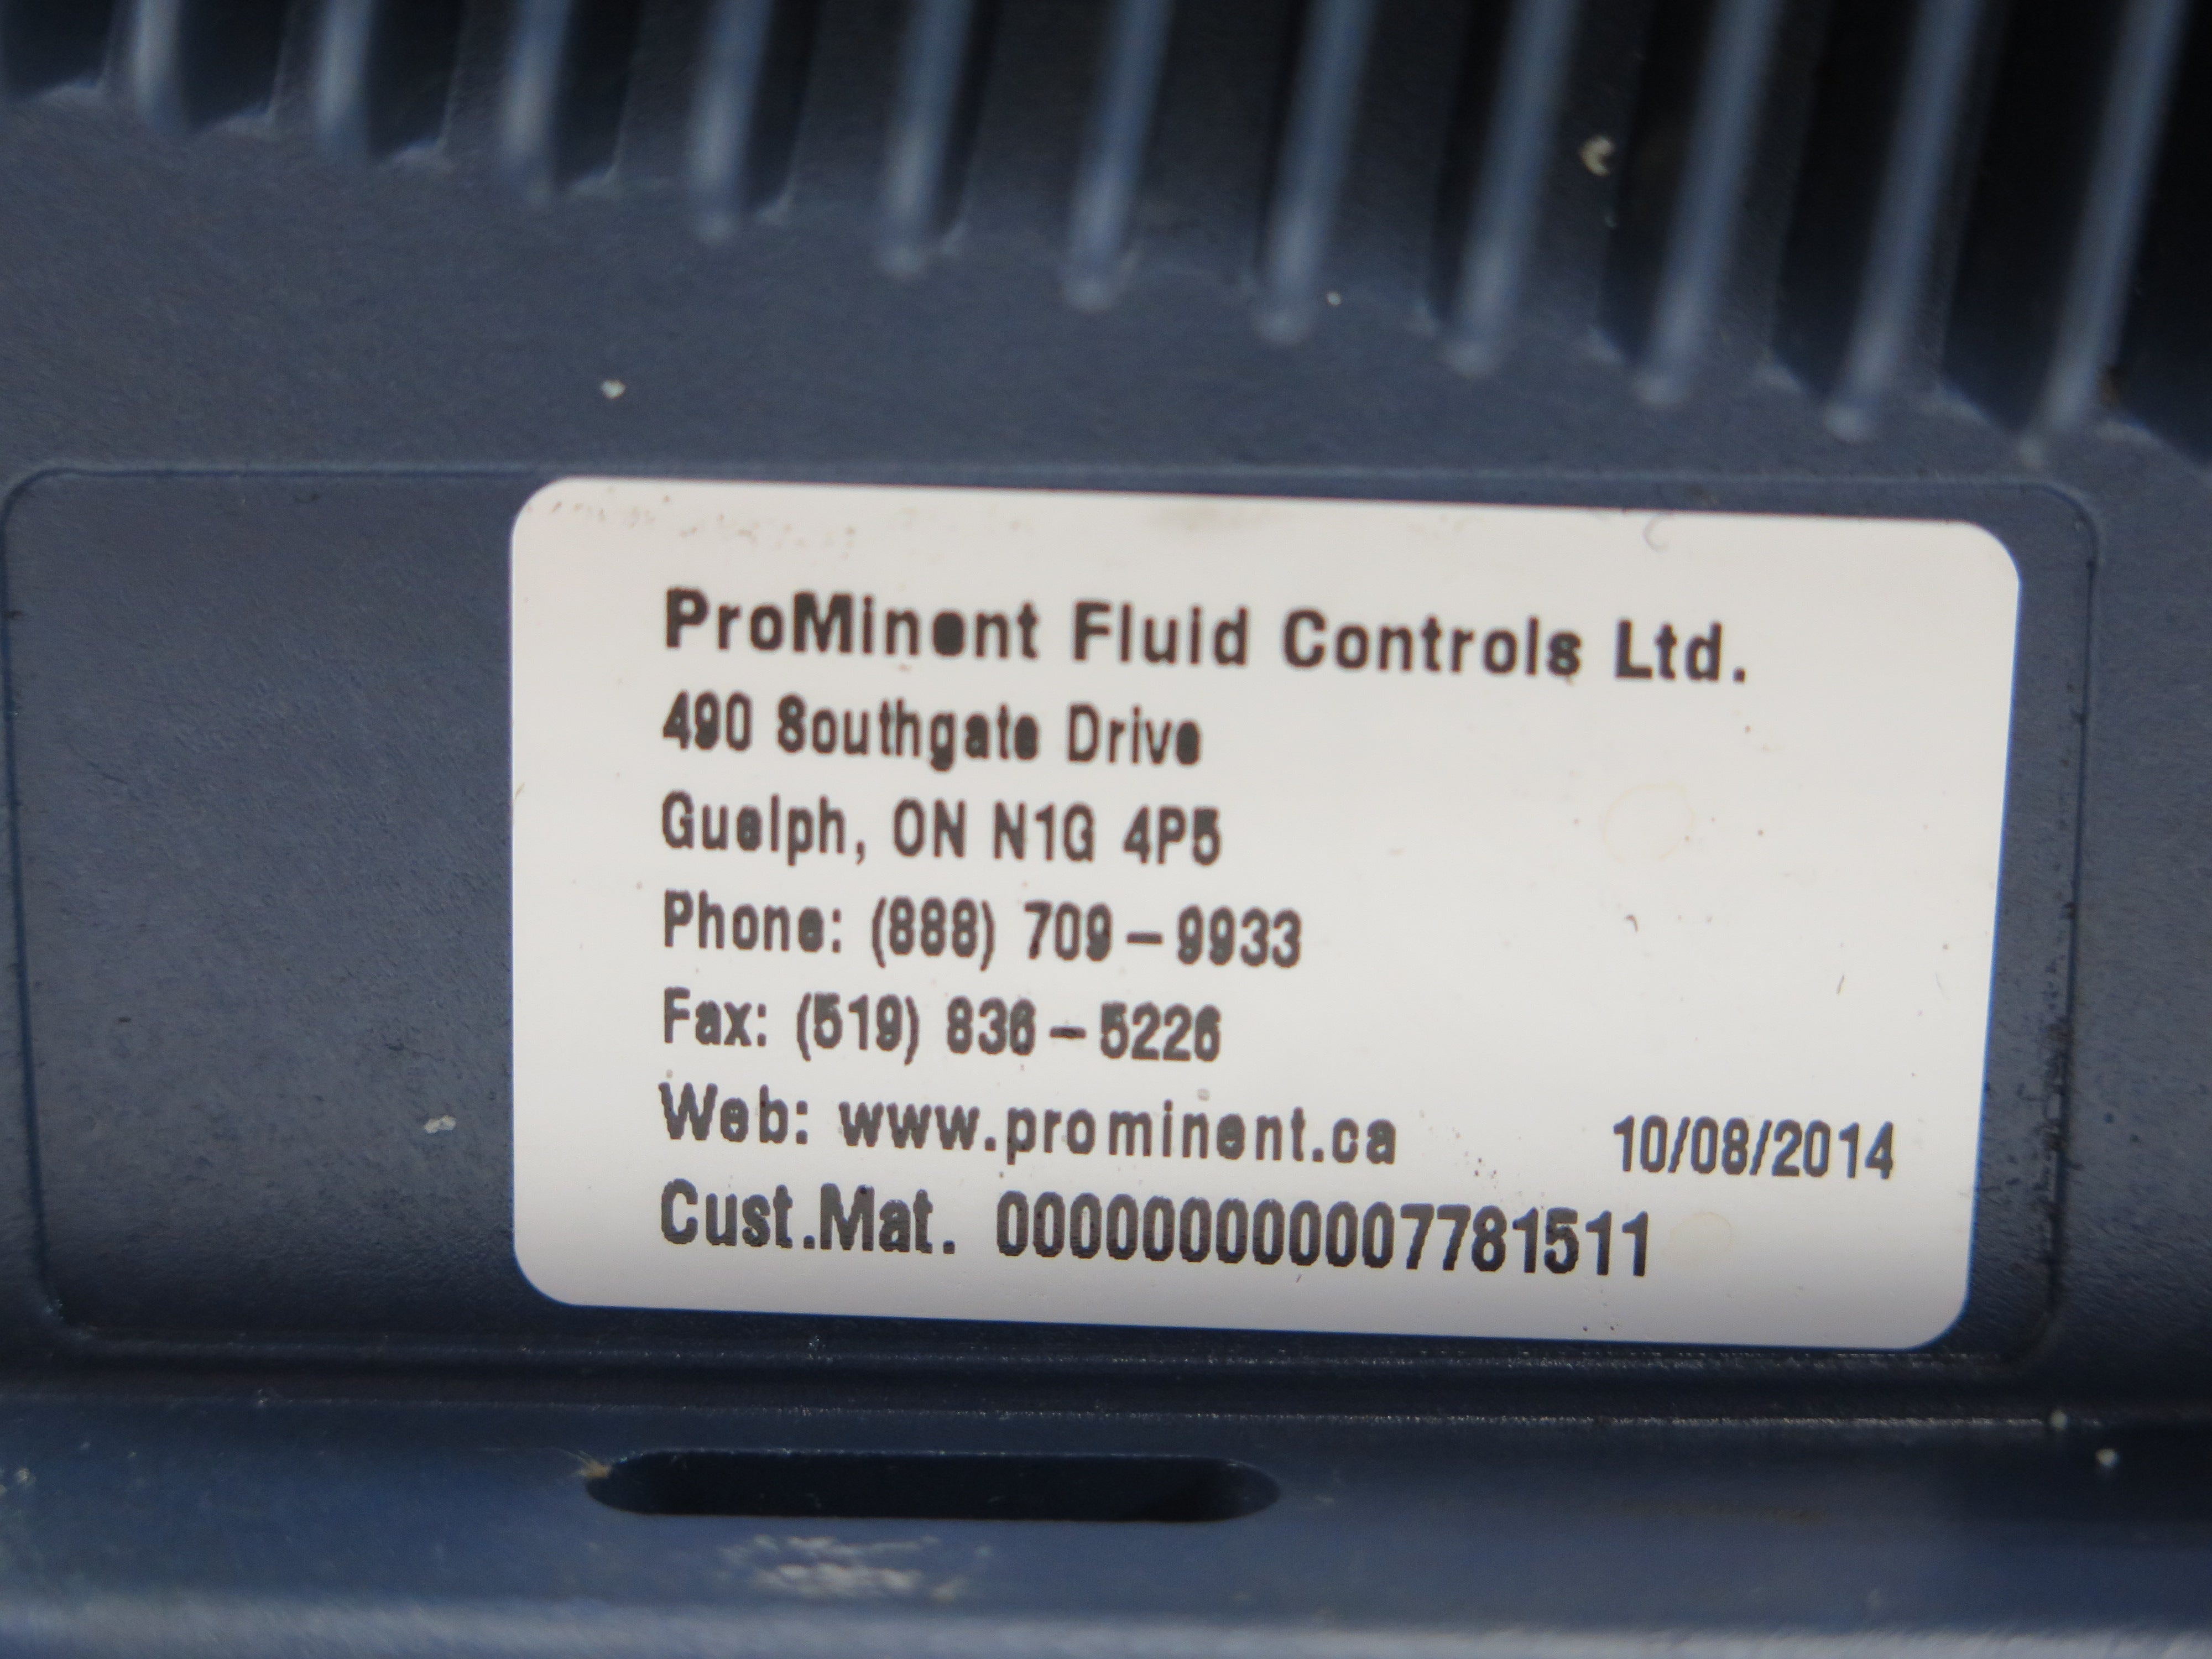 ProMinent Fluid Controls Ltd.
490 Southgate Drive
Guelph, ON N1G 4P5
Phone: (888) 709-9933
Fax: (519) 836-5226
Web: www.prominent.ca 10/08/2014
Cust.Mat. 000000000007781511